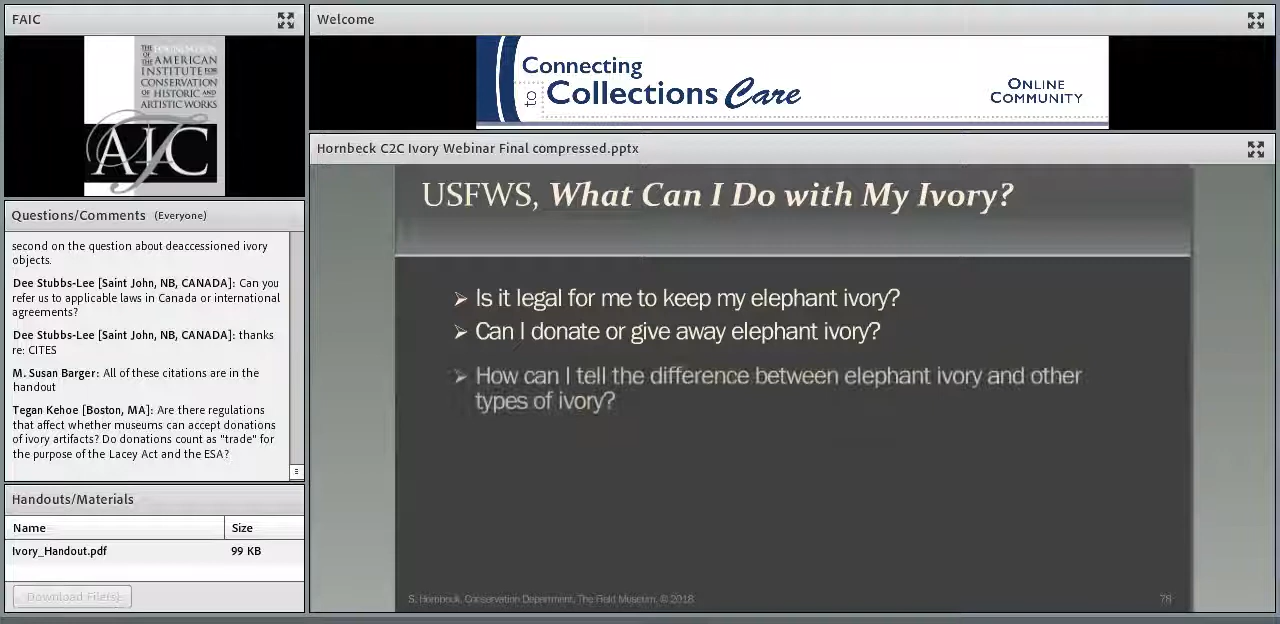 FAIC
THE FOUNDATION
OF THE AMERICAN
INSTITUTE FOR
CONSERVATION
OF HISTORIC AND
ARTISTIC WORKS
AIC
Questions/Comments (Everyone)
second on the question about deaccessioned ivory
objects.
Dee Stubbs-Lee [Saint John, NB, CANADA]: Can you
refer us to applicable laws in Canada or international
agreements?
Dee Stubbs-Lee [Saint John, NB, CANADA]: thanks
re: CITES
M. Susan Barger: All of these citations are in the
handout
Tegan Kehoe [Boston, MA]: Are there regulations
that affect whether museums can accept donations
of ivory artifacts? Do donations count as "trade" for
the purpose of the Lacey Act and the ESA?
Handouts/Materials
Name Size
Ivory_Handout.pdf 99 KB
Download File(s)
Welcome
Connecting
to Collections Care
ONLINE
COMMUNITY
Hornbeck C2C Ivory Webinar Final compressed.pptx
USFWS, What Can I Do with My Ivory?
➢ Is it legal for me to keep my elephant ivory?
➢ Can I donate or give away elephant ivory?
➢ How can I tell the difference between elephant ivory and other
types of ivory?
S. Hornbeck, Conservation Department, The Field Museum, © 2018
78